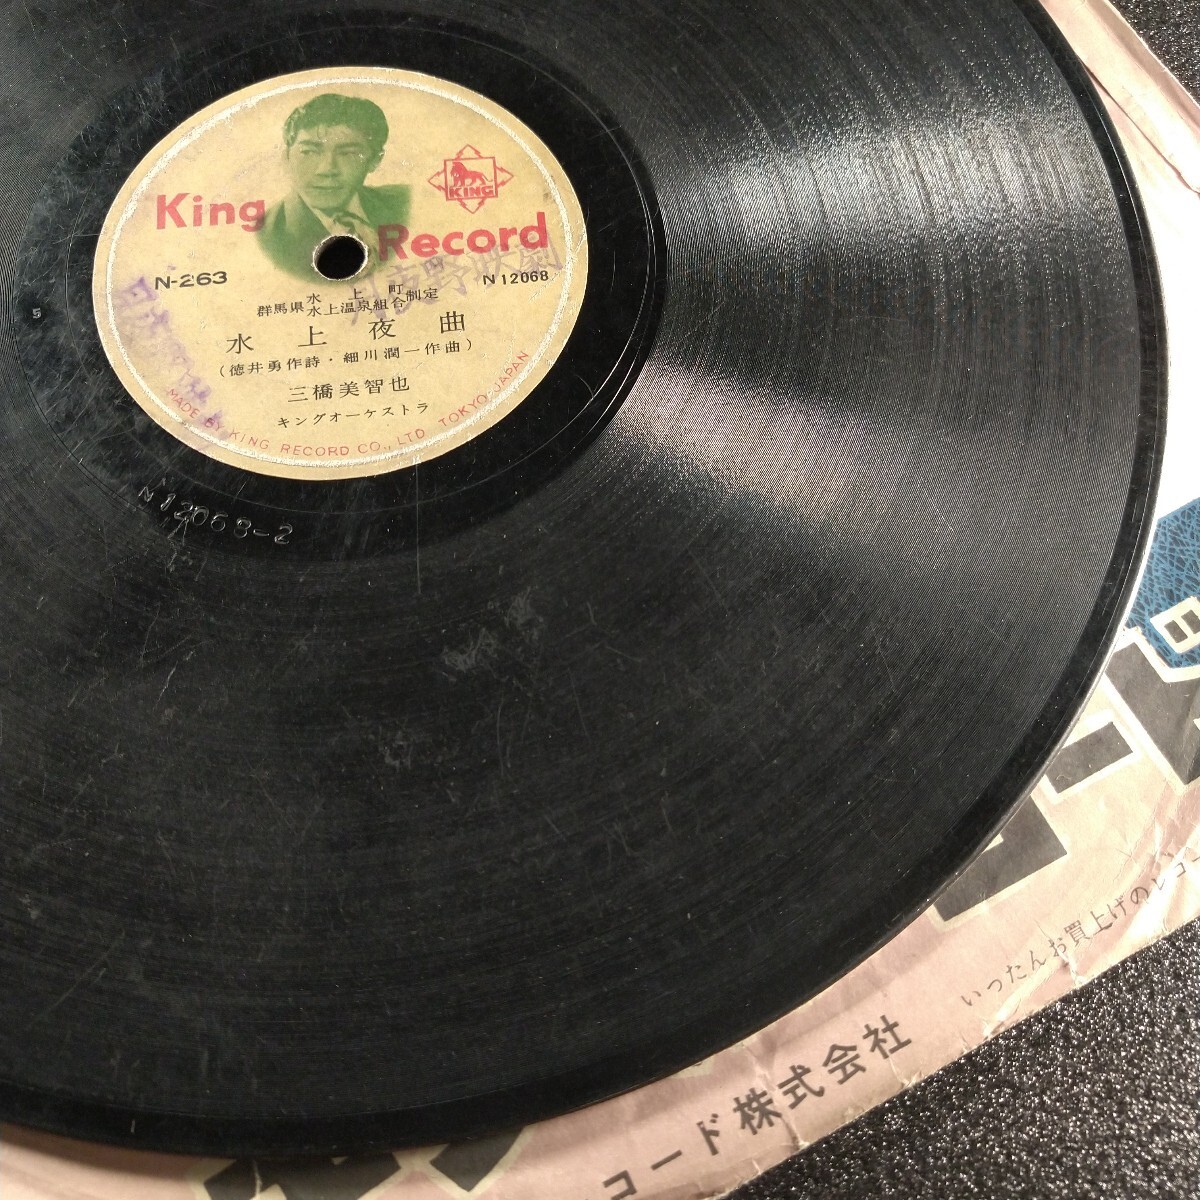 King
KING
Record
N-263
N 12068
群馬県 水上町 水上温泉組合 制定
水上夜曲
(徳井勇作詩・細川潤一作曲)
三橋美智也
キングオーケストラ
MADE BY KING RECORD CO., LTD TOKYO JAPAN
5
N12068-2
いったんお買上げのレコー
コード株式会社